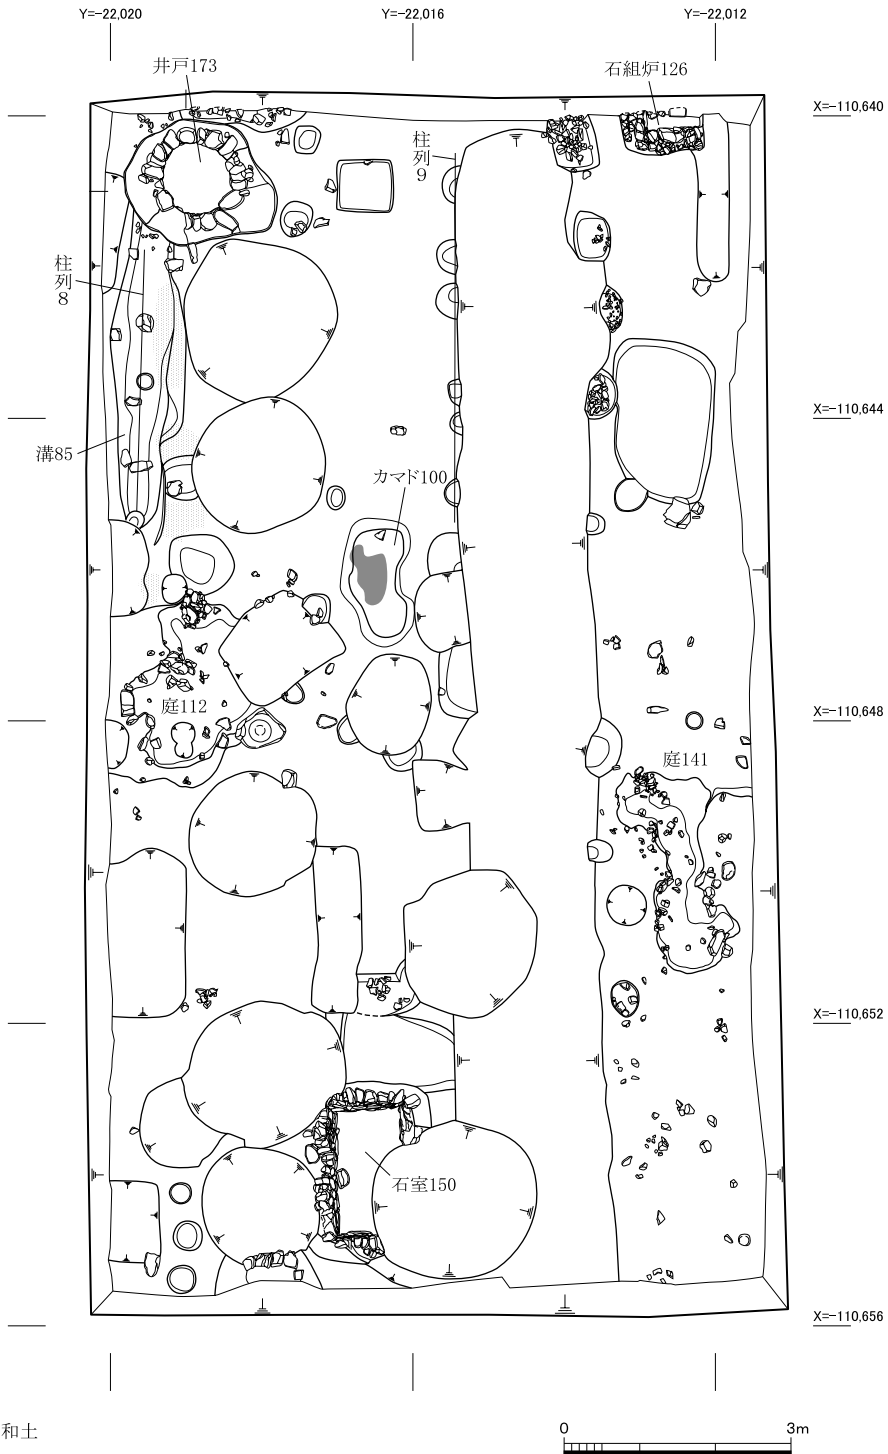 Y=-22,020
Y=-22,016
Y=-22,012
井戸173
石組炉126
X=-110,640
柱列9
柱列8
X=-110,644
溝85
カマド100
庭112
X=-110,648
庭141
X=-110,652
石室150
X=-110,656
和土
0
3m